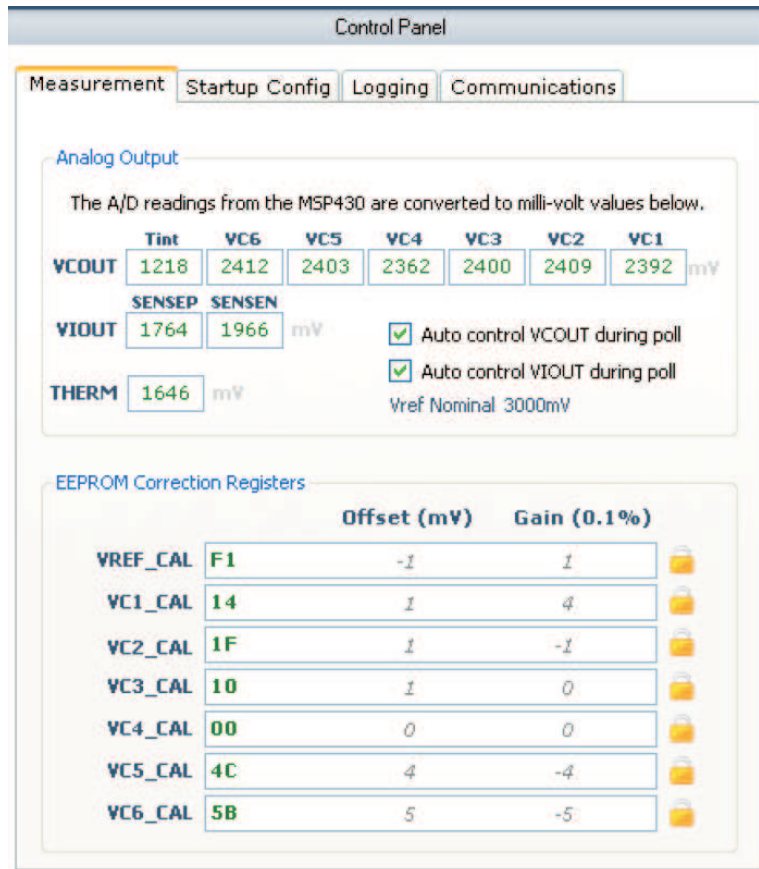 Control Panel
Measurement Startup Config Logging Communications
Analog Output
The A/D readings from the MSP430 are converted to milli-volt values below.
Tint VC6 VC5 VC4 VC3 VC2 VC1
VCOUT 1218 2412 2403 2362 2400 2409 2392 mV
SENSEP SENSEN
VIOUT 1764 1966 mV
Auto control VCOUT during poll
Auto control VIOUT during poll
THERM 1646 mV
Vref Nominal 3000mV
EEPROM Correction Registers
Offset (mV) Gain (0.1%)
VREF_CAL F1 -1 1
VC1_CAL 14 1 4
VC2_CAL 1F 1 -1
VC3_CAL 10 1 0
VC4_CAL 00 0 0
VC5_CAL 4C 4 -4
VC6_CAL 5B 5 -5